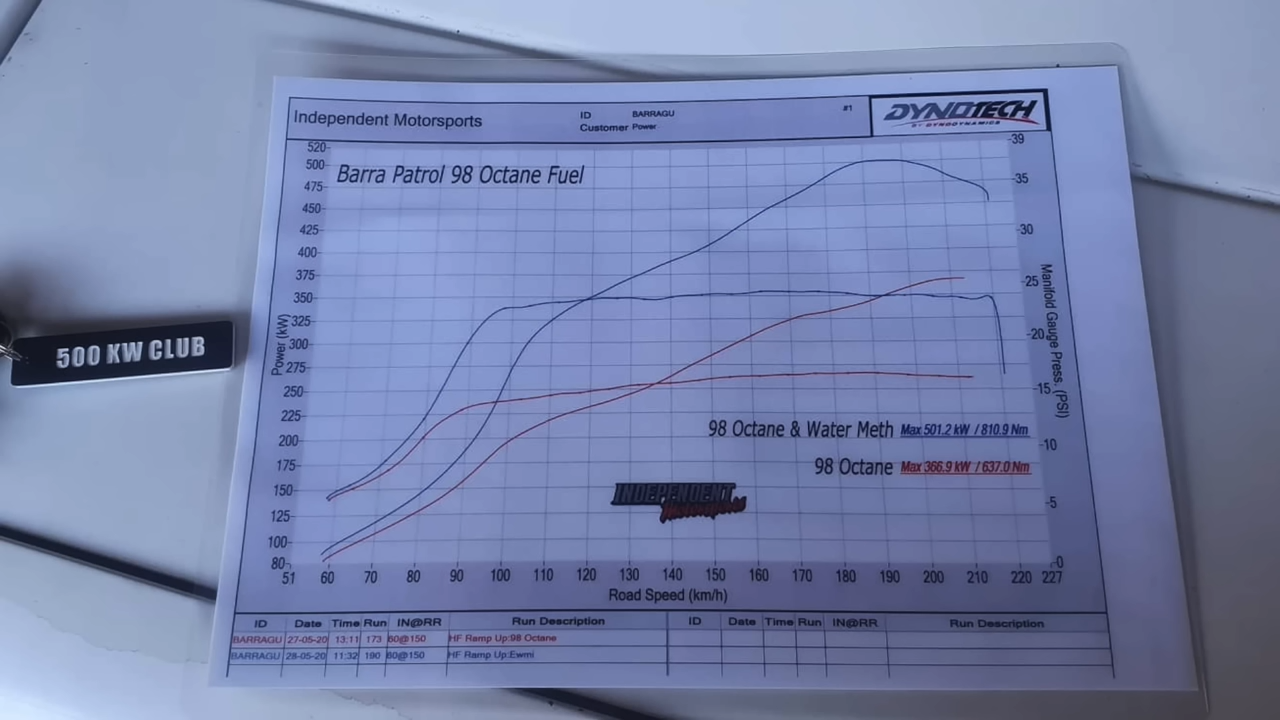 Independent Motorsports
ID BARRAGU
Customer Power
#1
DYNOTECH
BY DYNODYNAMICS
Barra Patrol 98 Octane Fuel
520
500
475
450
425
400
375
350
325
300
275
250
225
200
175
150
125
100
80
Power (kW)
39
35
30
25
20
15
10
5
0
Manifold Gauge Press. (PSI)
500 KW CLUB
98 Octane & Water Meth Max 501.2 kW / 810.9 Nm
98 Octane Max 366.9 kW / 637.0 Nm
INDEPENDENT
Motorsports
51 60 70 80 90 100 110 120 130 140 150 160 170 180 190 200 210 220 227
Road Speed (km/h)
ID Date Time Run IN@RR Run Description ID Date Time Run IN@RR Run Description
BARRAGU 27-05-20 13:11 173 60@150 HF Ramp Up:98 Octane
BARRAGU 28-05-20 11:32 190 60@150 HF Ramp Up:Ewmi